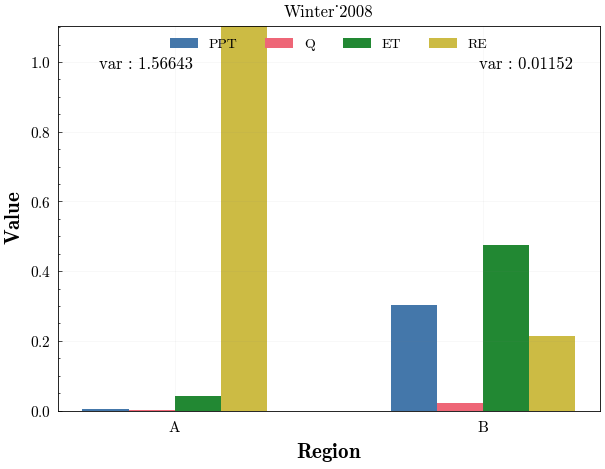 Winter˙2008
PPT Q ET RE
var : 1.56643 var : 0.01152
1.0
0.8
0.6
0.4
0.2
0.0
Value
A B
Region